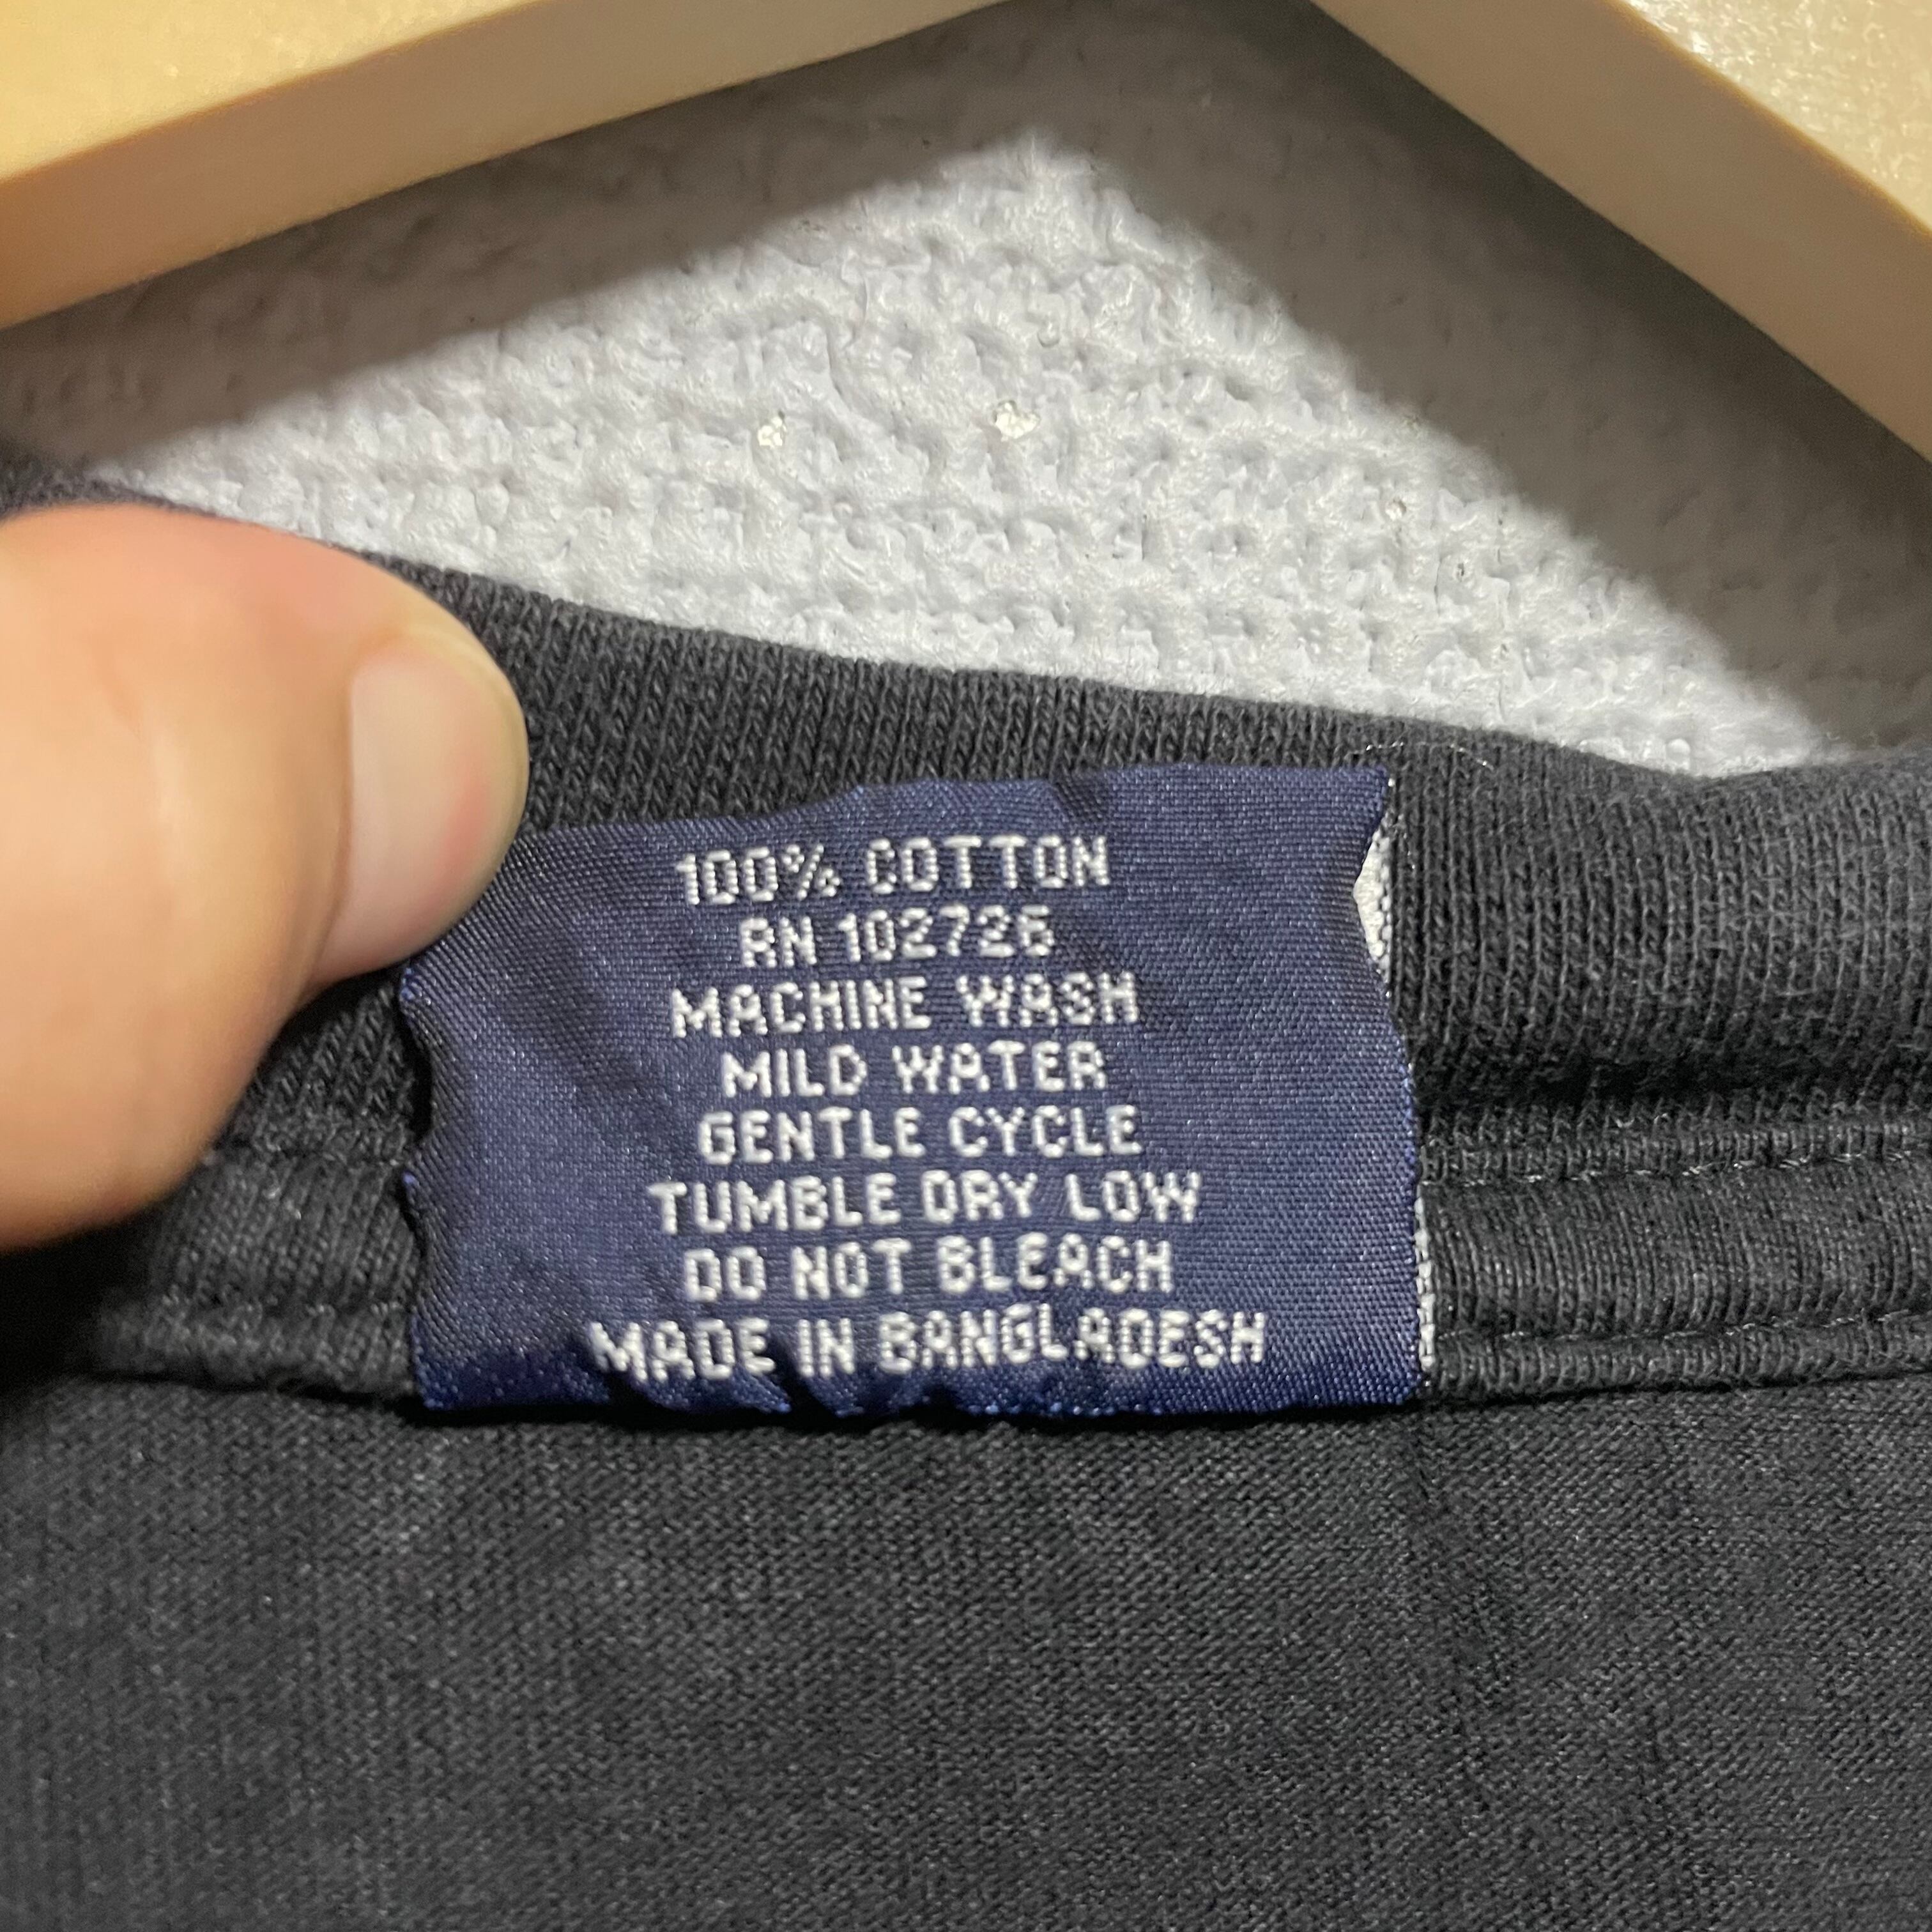 100% COTTON
RN 102726
MACHINE WASH
MILD WATER
GENTLE CYCLE
TUMBLE DRY LOW
DO NOT BLEACH
MADE IN BANGLADESH